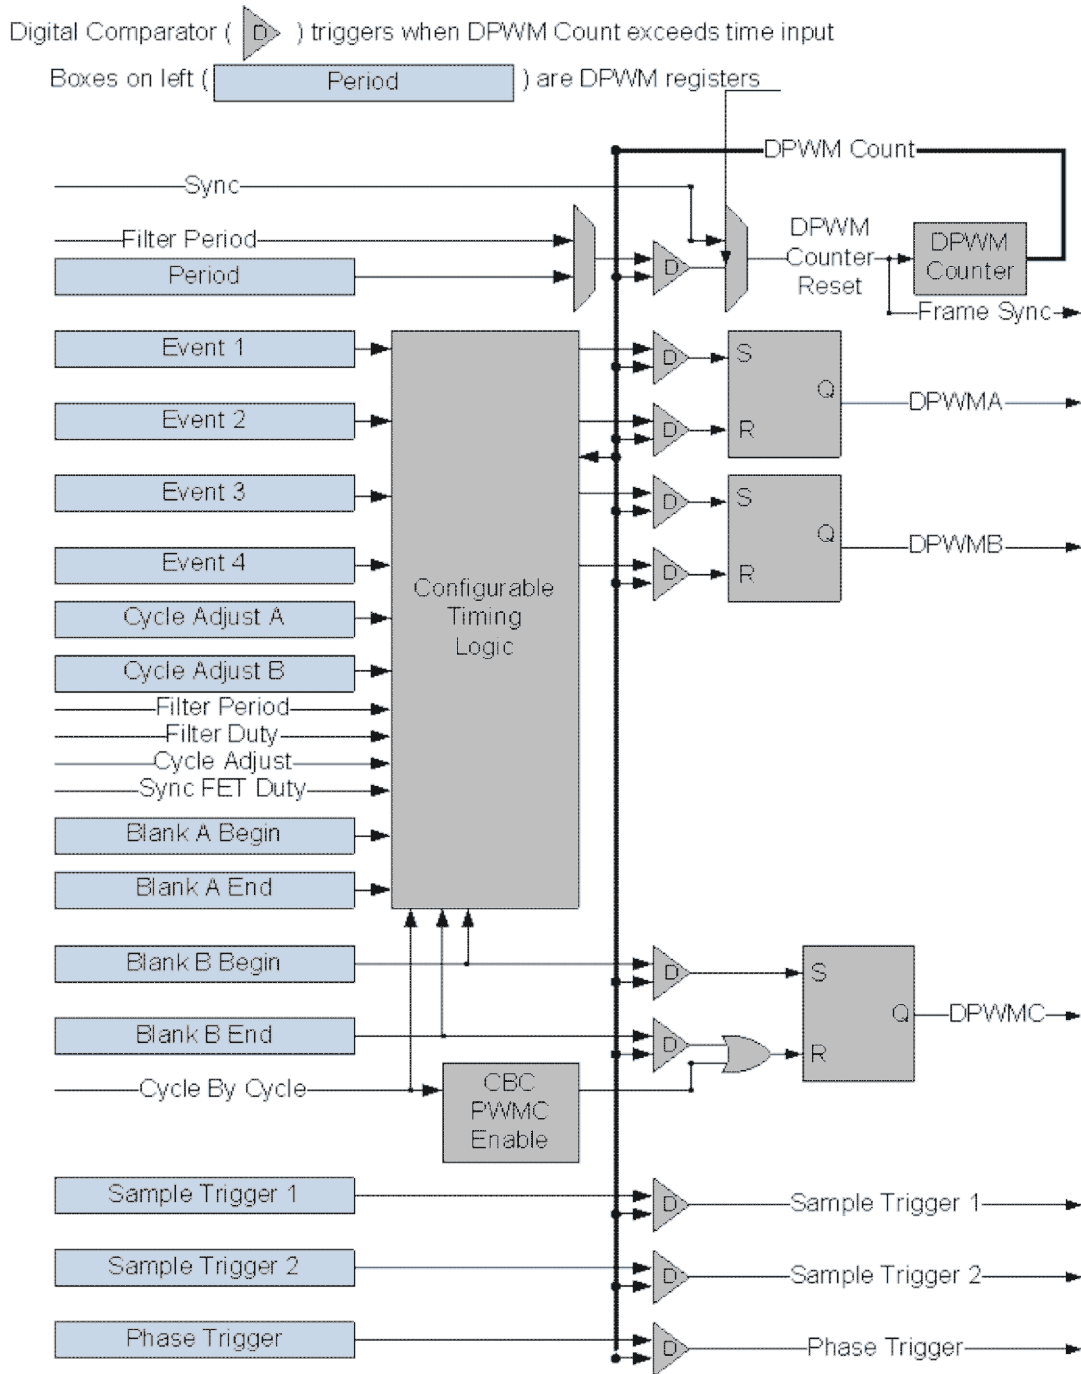 Digital Comparator ( D ) triggers when DPWM Count exceeds time input
Boxes on left ( Period ) are DPWM registers
DPWM Count
Sync
Filter Period
Period
D
DPWM
Counter
Reset
DPWM
Counter
Frame Sync
Event 1
D
S
Q
DPWMA
Event 2
D
R
Event 3
D
S
Q
DPWMB
Event 4
D
R
Configurable
Timing
Logic
Cycle Adjust A
Cycle Adjust B
Filter Period
Filter Duty
Cycle Adjust
Sync FET Duty
Blank A Begin
Blank A End
Blank B Begin
D
S
Q
DPWMC
Blank B End
D
R
Cycle By Cycle
CBC
PWMC
Enable
Sample Trigger 1
D
Sample Trigger 1
Sample Trigger 2
D
Sample Trigger 2
Phase Trigger
D
Phase Trigger